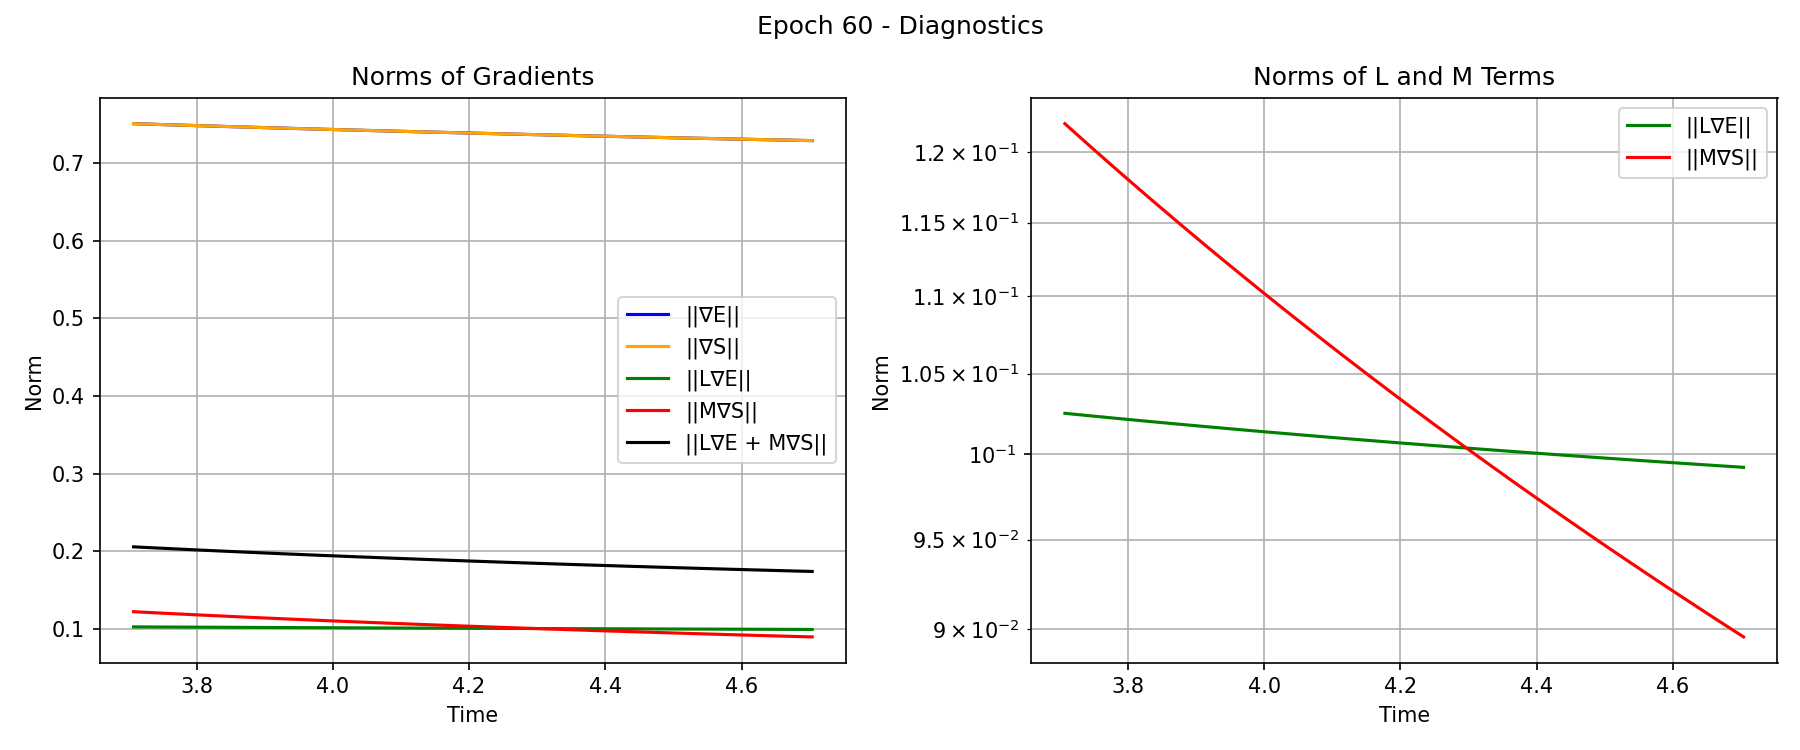 Epoch 60 - Diagnostics
Norms of Gradients
0.7
0.6
0.5
0.4
0.3
0.2
0.1
Norm
||∇E||
||∇S||
||L∇E||
||M∇S||
||L∇E + M∇S||
3.8 4.0 4.2 4.4 4.6
Time
Norms of L and M Terms
1.2 × 10⁻¹
1.15 × 10⁻¹
1.1 × 10⁻¹
1.05 × 10⁻¹
10⁻¹
9.5 × 10⁻²
9 × 10⁻²
Norm
||L∇E||
||M∇S||
3.8 4.0 4.2 4.4 4.6
Time